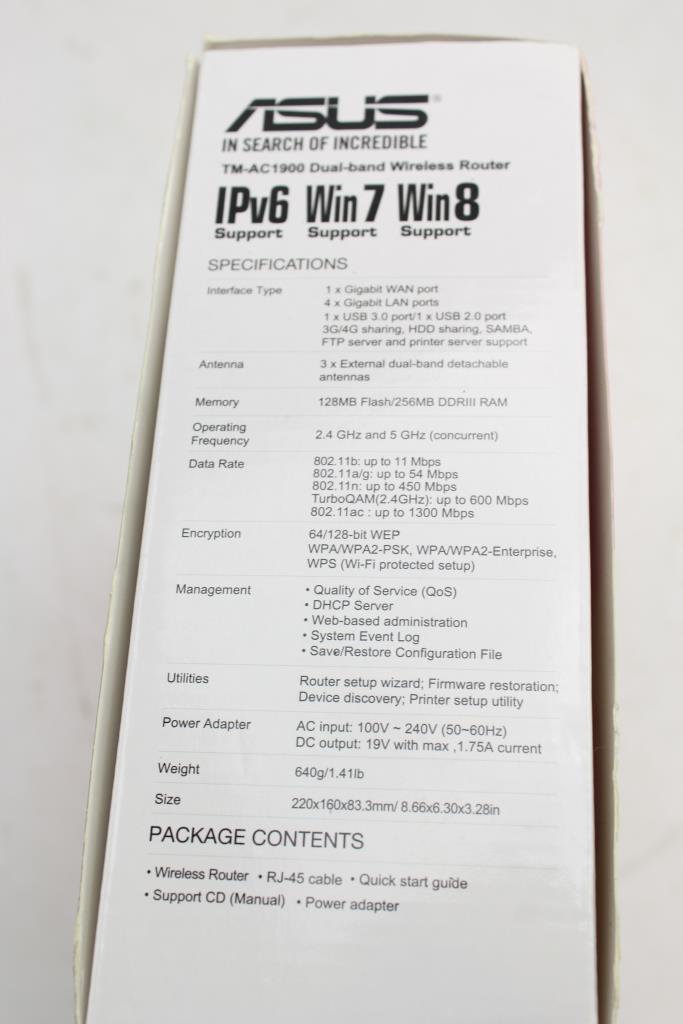 ASUS®
IN SEARCH OF INCREDIBLE
TM-AC1900 Dual-band Wireless Router
IPv6 Win 7 Win 8
Support Support Support
SPECIFICATIONS
Interface Type 1 x Gigabit WAN port
4 x Gigabit LAN ports
1 x USB 3.0 port/1 x USB 2.0 port
3G/4G sharing, HDD sharing, SAMBA,
FTP server and printer server support
Antenna 3 x External dual-band detachable
antennas
Memory 128MB Flash/256MB DDRIII RAM
Operating
Frequency 2.4 GHz and 5 GHz (concurrent)
Data Rate 802.11b: up to 11 Mbps
802.11a/g: up to 54 Mbps
802.11n: up to 450 Mbps
TurboQAM(2.4GHz): up to 600 Mbps
802.11ac : up to 1300 Mbps
Encryption 64/128-bit WEP
WPA/WPA2-PSK, WPA/WPA2-Enterprise,
WPS (Wi-Fi protected setup)
Management • Quality of Service (QoS)
• DHCP Server
• Web-based administration
• System Event Log
• Save/Restore Configuration File
Utilities Router setup wizard; Firmware restoration;
Device discovery; Printer setup utility
Power Adapter AC input: 100V ~ 240V (50~60Hz)
DC output: 19V with max ,1.75A current
Weight 640g/1.41lb
Size 220x160x83.3mm/ 8.66x6.30x3.28in
PACKAGE CONTENTS
• Wireless Router • RJ-45 cable • Quick start guide
• Support CD (Manual) • Power adapter